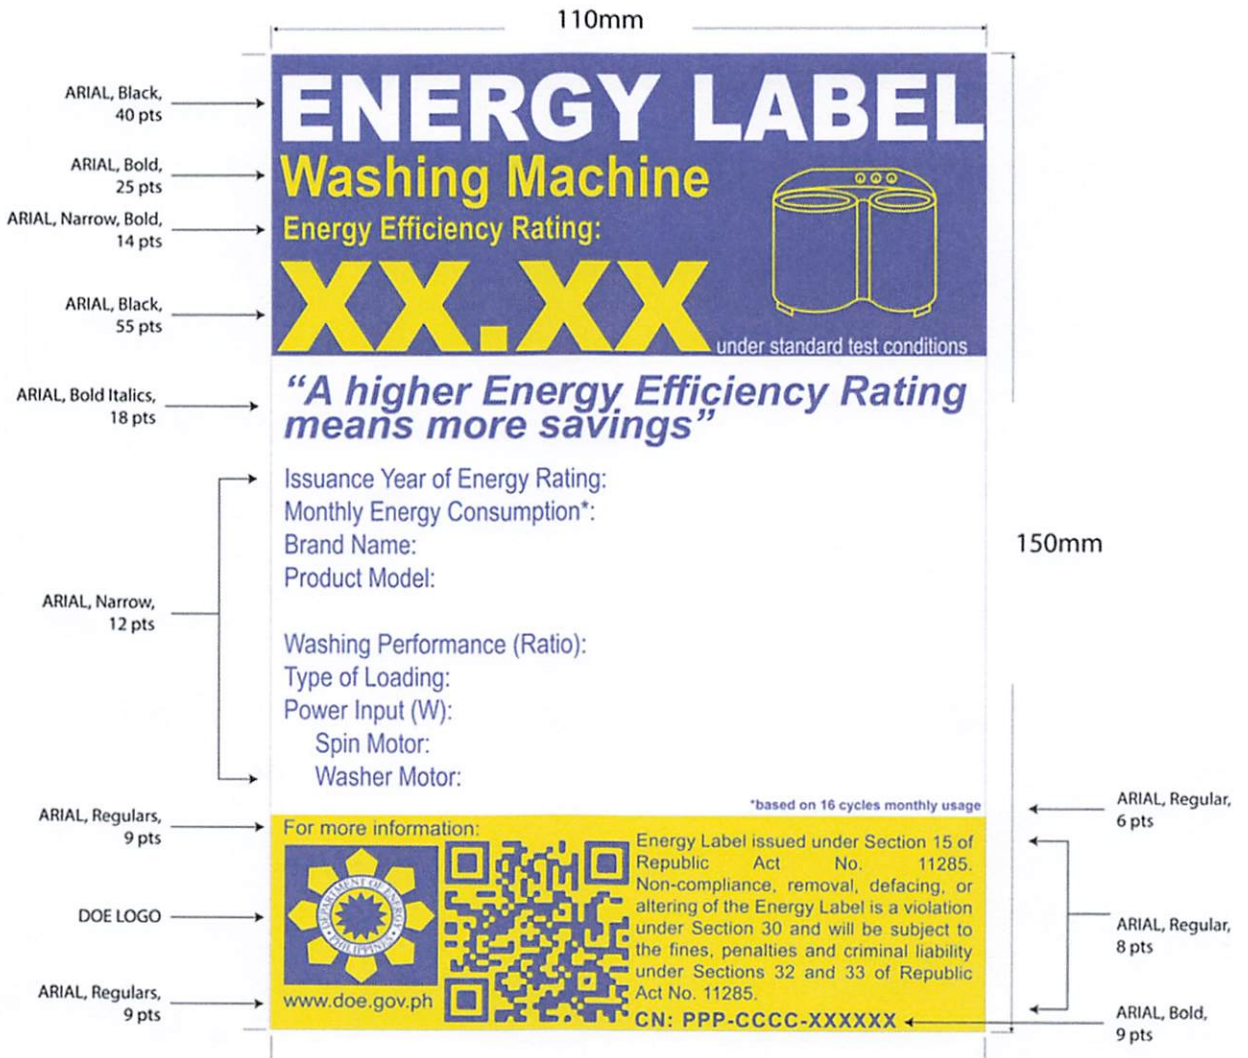 110mm
ARIAL, Black,
40 pts
ENERGY LABEL
ARIAL, Bold,
25 pts
Washing Machine
ARIAL, Narrow, Bold,
14 pts
Energy Efficiency Rating:
ARIAL, Black,
55 pts
XX.XX
under standard test conditions
ARIAL, Bold Italics,
18 pts
“A higher Energy Efficiency Rating
means more savings”
Issuance Year of Energy Rating:
Monthly Energy Consumption*:
Brand Name:
Product Model:
150mm
ARIAL, Narrow,
12 pts
Washing Performance (Ratio):
Type of Loading:
Power Input (W):
Spin Motor:
Washer Motor:
*based on 16 cycles monthly usage
ARIAL, Regular,
6 pts
ARIAL, Regulars,
9 pts
For more information:
DEPARTMENT OF ENERGY
PHILIPPINES
DOE LOGO
www.doe.gov.ph
ARIAL, Regulars,
9 pts
Energy Label issued under Section 15 of
Republic Act No. 11285.
Non-compliance, removal, defacing, or
altering of the Energy Label is a violation
under Section 30 and will be subject to
the fines, penalties and criminal liability
under Sections 32 and 33 of Republic
Act No. 11285.
ARIAL, Regular,
8 pts
CN: PPP-CCCC-XXXXXX
ARIAL, Bold,
9 pts